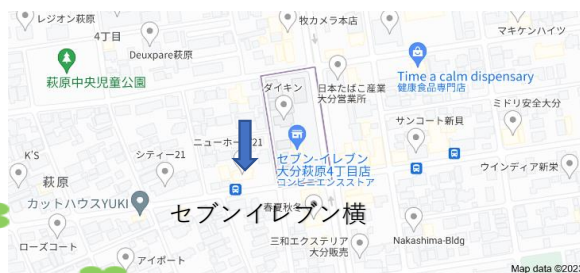 レジオン萩原
4丁目
牧カメラ本店
マキケンハイツ
Deuxpare萩原
萩原中央児童公園
ダイキン
日本たばこ産業
大分営業所
Time a calm dispensary
健康食品専門店
ミドリ安全大分
サンコート新貝
ニューホー
21
K'S
シティー21
セブン-イレブン
大分萩原4丁目店
コンビニエンスストア
ウインディア新栄
萩原
カットハウスYUKI
セブンイレブン横
春夏秋冬
ローズコート
三和エクステリア
大分販売
Nakashima-Bldg
アイポート
Map data ©202